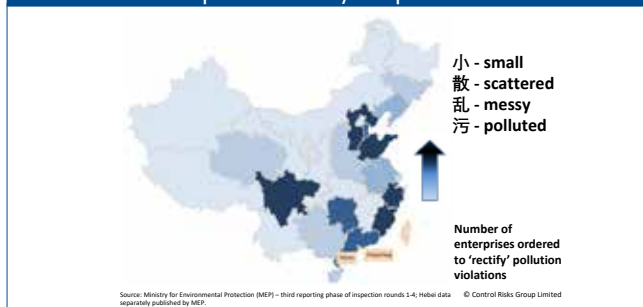 小 - small
散 - scattered
乱 - messy
污 - polluted
Number of
enterprises ordered
to ‘rectify’ pollution
violations
Source: Ministry for Environmental Protection (MEP) – third reporting phase of inspection rounds 1-4; Hebei data
separately published by MEP.
© Control Risks Group Limited